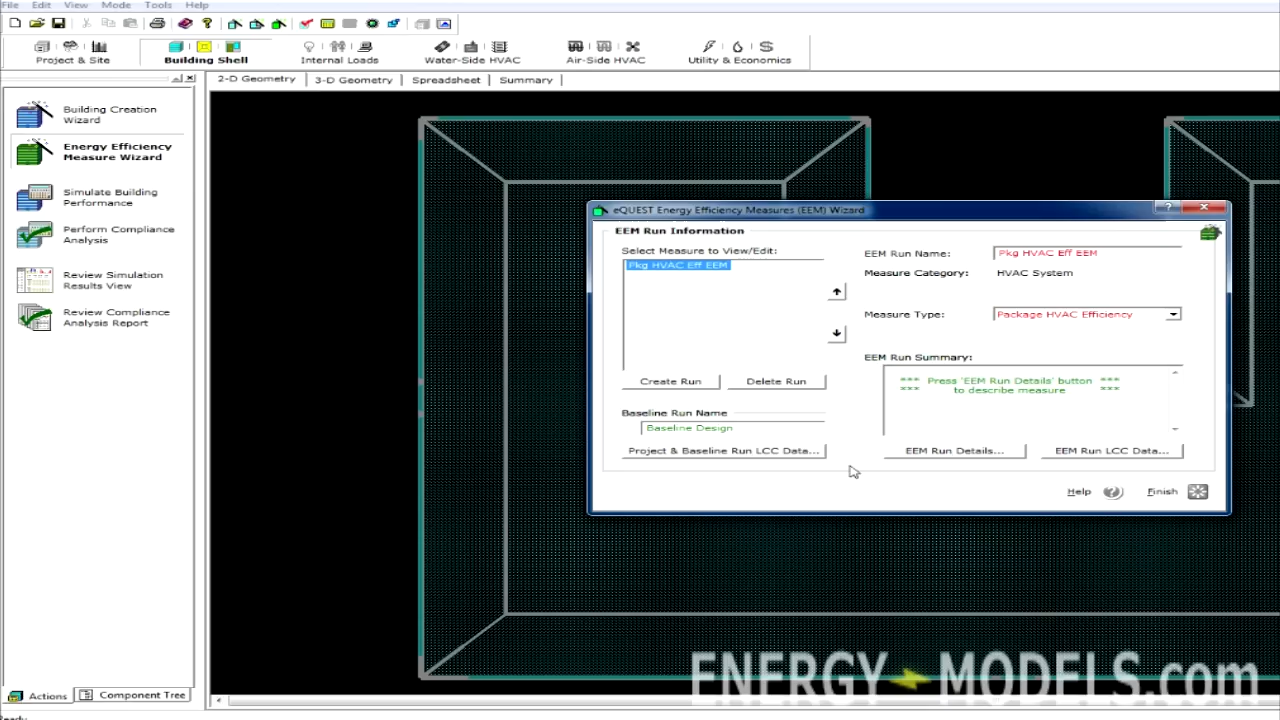 File Edit View Mode Tools Help
Project & Site Building Shell Internal Loads Water-Side HVAC Air-Side HVAC Utility & Economics
2-D Geometry 3-D Geometry Spreadsheet Summary
Building Creation
Wizard
Energy Efficiency
Measure Wizard
Simulate Building
Performance
Perform Compliance
Analysis
Review Simulation
Results View
Review Compliance
Analysis Report
Actions Component Tree
Ready
eQUEST Energy Efficiency Measures (EEM) Wizard
EEM Run Information
Select Measure to View/Edit:
Pkg HVAC Eff EEM
Create Run Delete Run
Baseline Run Name
Baseline Design
Project & Baseline Run LCC Data...
EEM Run Name: Pkg HVAC Eff EEM
Measure Category: HVAC System
Measure Type: Package HVAC Efficiency
EEM Run Summary:
*** Press 'EEM Run Details' button ***
*** to describe measure ***
EEM Run Details... EEM Run LCC Data...
Help Finish
ENERGY-MODELS.com